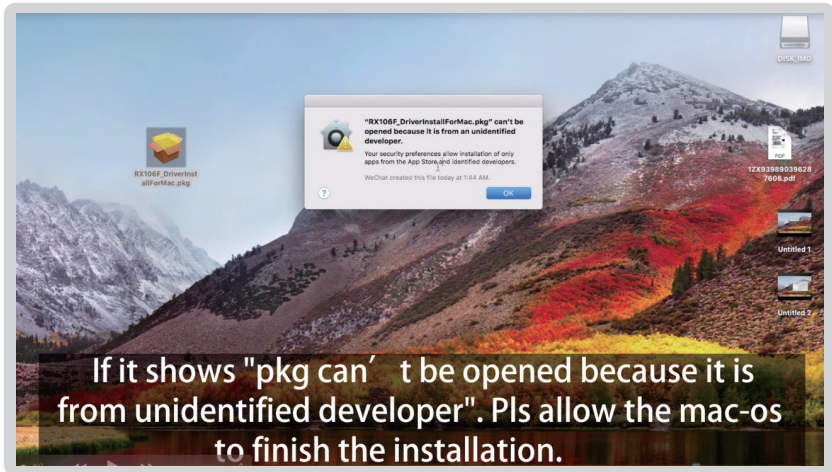 DISK_IMG
"RX106F_DriverInstallForMac.pkg" can't be
opened because it is from an unidentified
developer.
Your security preferences allow installation of only
apps from the App Store and identified developers.
WeChat created this file today at 1:44 AM.
?
OK
RX106F_DriverInst
allForMac.pkg
PDF
1ZX93989039628
7606.pdf
Untitled 1
Untitled 2
If it shows "pkg can′ t be opened because it is
from unidentified developer". Pls allow the mac-os
to finish the installation.